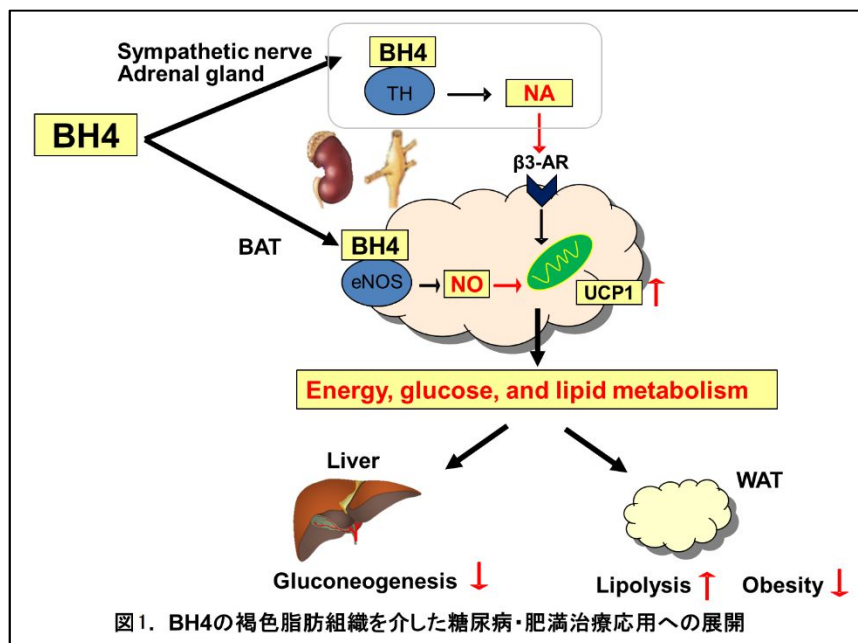 Sympathetic nerve
Adrenal gland
BH4
TH
NA
BH4
β3-AR
BAT
BH4
eNOS
NO
UCP1 ↑
Energy, glucose, and lipid metabolism
Liver
WAT
Gluconeogenesis ↓
Lipolysis ↑ Obesity ↓
図1. BH4の褐色脂肪組織を介した糖尿病・肥満治療応用への展開